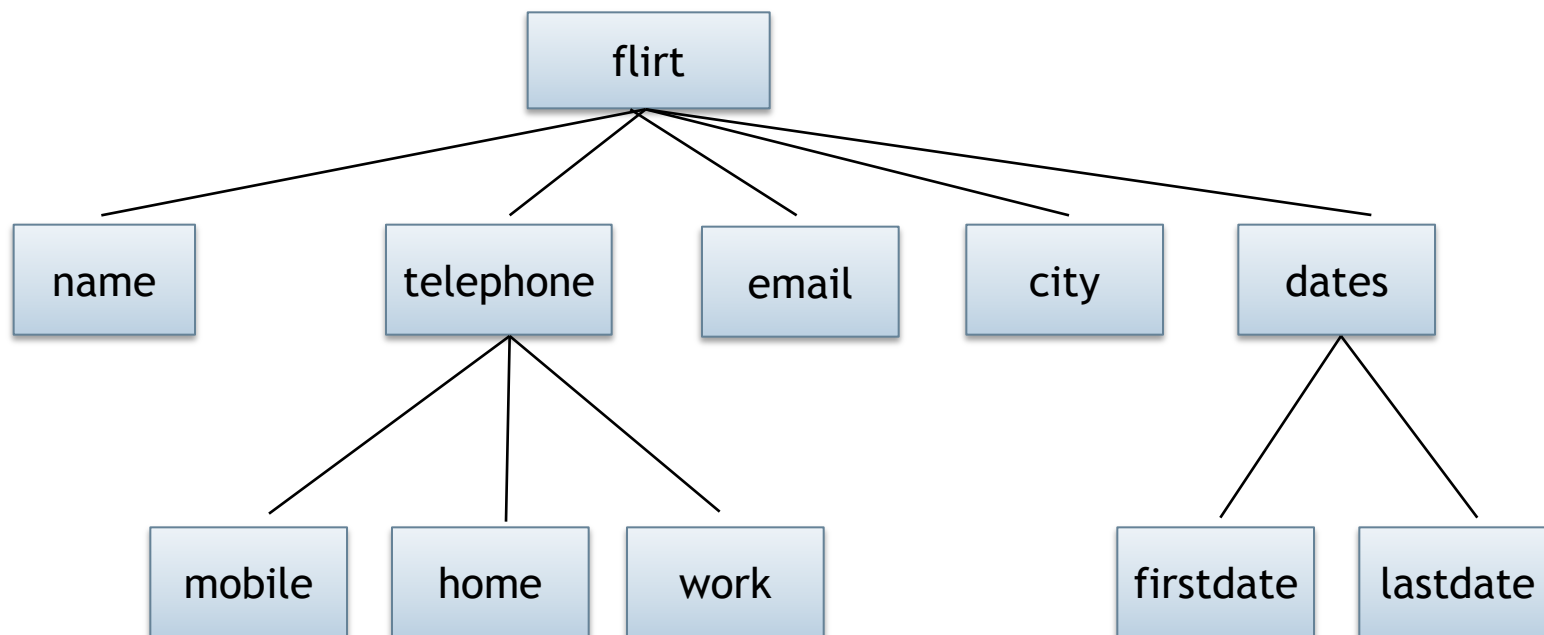 flirt
name
telephone
email
city
dates
mobile
home
work
firstdate
lastdate